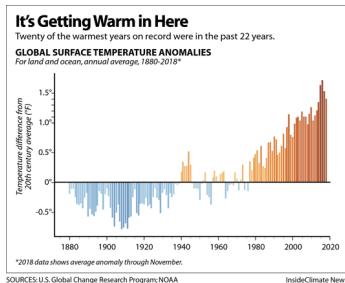 It's Getting Warm in Here
Twenty of the warmest years on record were in the past 22 years.
GLOBAL SURFACE TEMPERATURE ANOMALIES
For land and ocean, annual average, 1880-2018*
Temperature difference from
20th century average (°F)
1.5°
1.0°
0.5°
0°
-0.5°
1880 1900 1920 1940 1960 1980 2000 2020
*2018 data shows average anomaly through November.
SOURCES: U.S. Global Change Research Program; NOAA InsideClimate New